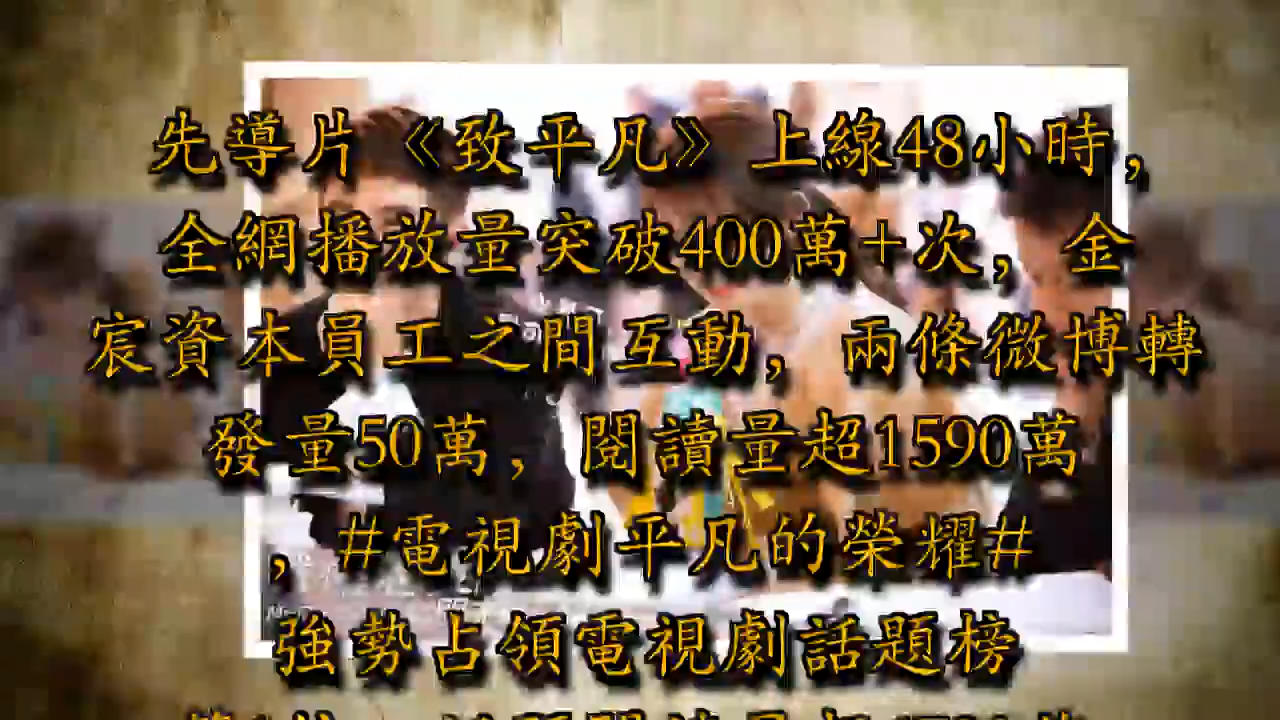 先導片《致平凡》上線48小時，
全網播放量突破400萬+次，金
宸資本員工之間互動，兩條微博轉
發量50萬，閱讀量超1590萬
，#電視劇平凡的榮耀#
強勢占領電視劇話題榜